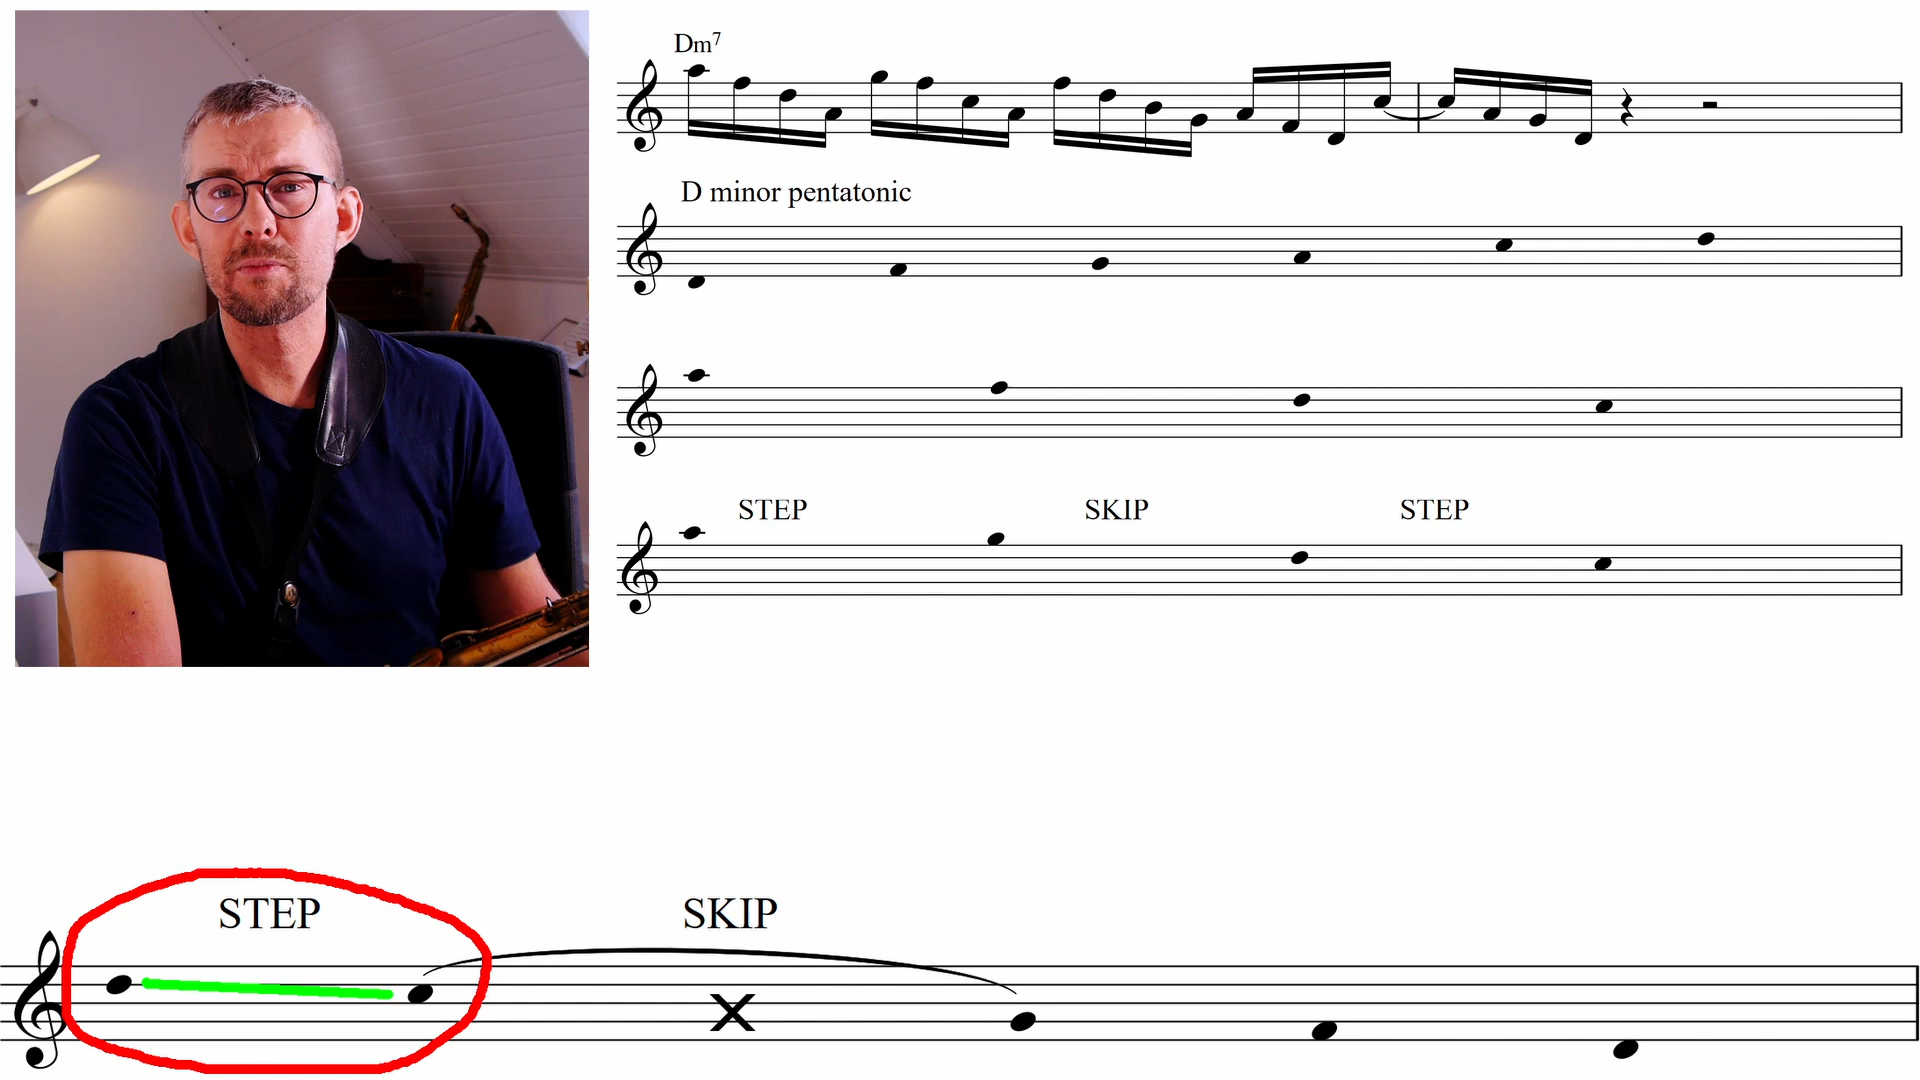 Dm7
D minor pentatonic
STEP SKIP STEP
STEP SKIP
X